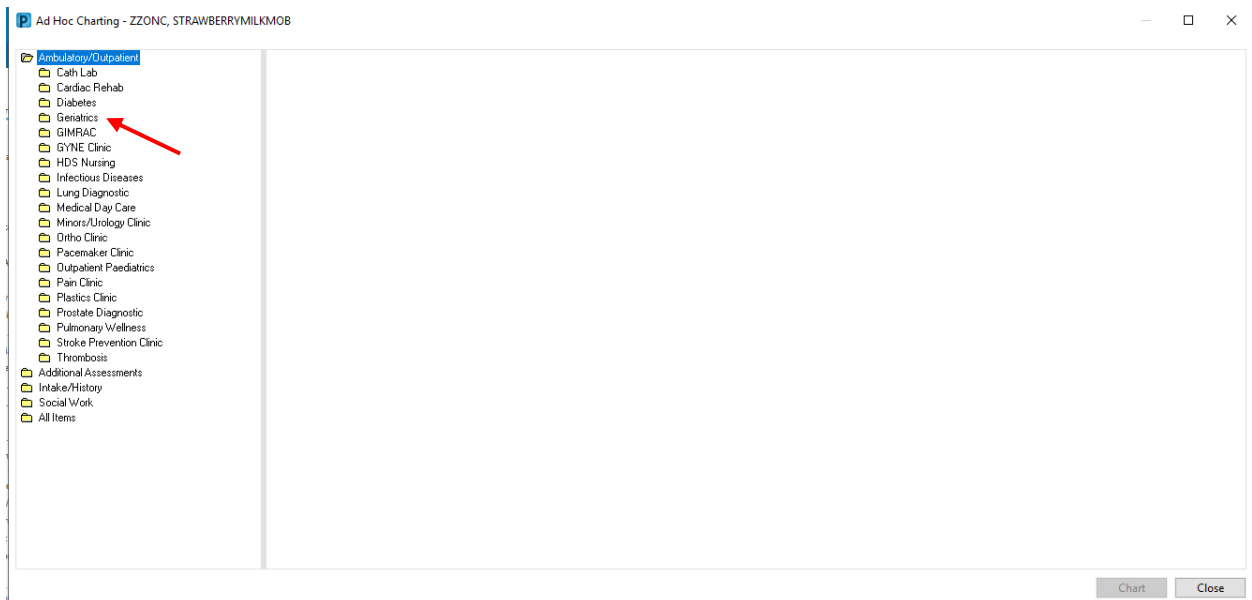 Ad Hoc Charting - ZZONC, STRAWBERRYMILKMOB
Ambulatory/Outpatient
Cath Lab
Cardiac Rehab
Diabetes
Geriatrics
GIMRAC
GYNE Clinic
HDS Nursing
Infectious Diseases
Lung Diagnostic
Medical Day Care
Minors/Urology Clinic
Ortho Clinic
Pacemaker Clinic
Outpatient Paediatrics
Pain Clinic
Plastics Clinic
Prostate Diagnostic
Pulmonary Wellness
Stroke Prevention Clinic
Thrombosis
Additional Assessments
Intake/History
Social Work
All Items
Chart Close